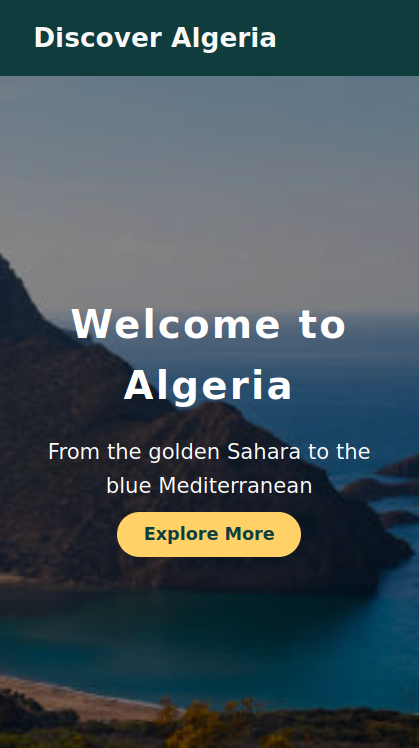 Discover Algeria
Welcome to
Algeria
From the golden Sahara to the
blue Mediterranean
Explore More